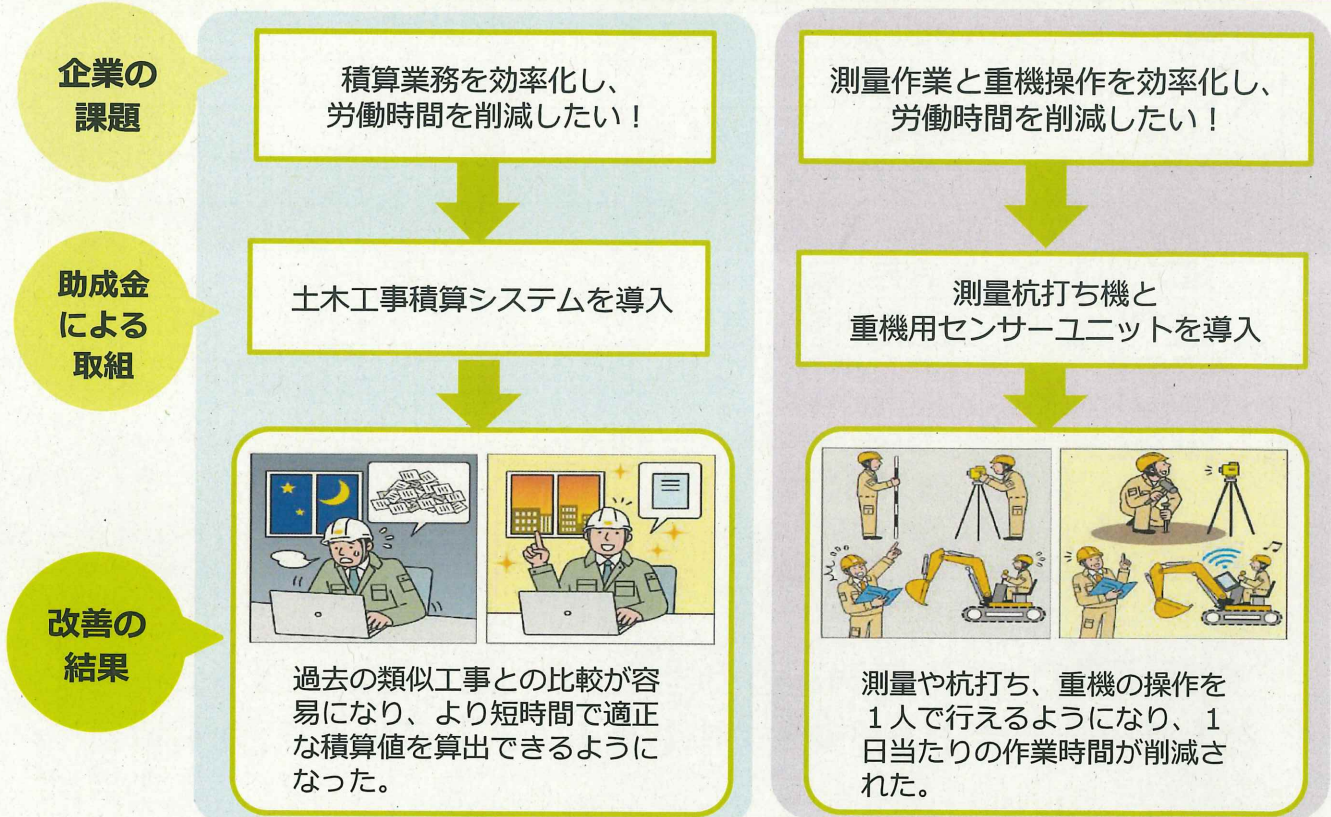 企業の
課題
積算業務を効率化し、
労働時間を削減したい！
測量作業と重機操作を効率化し、
労働時間を削減したい！
助成金
による
取組
土木工事積算システムを導入
測量杭打ち機と
重機用センサーユニットを導入
改善の
結果
過去の類似工事との比較が容
易になり、より短時間で適正
な積算値を算出できるように
なった。
測量や杭打ち、重機の操作を
１人で行えるようになり、１
日当たりの作業時間が削減さ
れた。